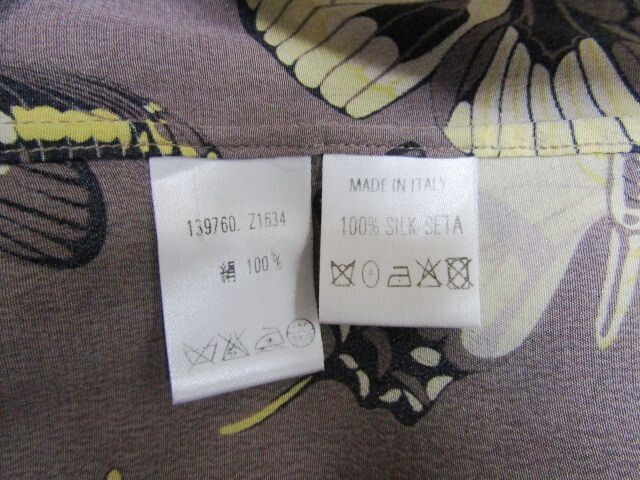 139760. Z1634
絹 100%
MADE IN ITALY
100% SILK SETA